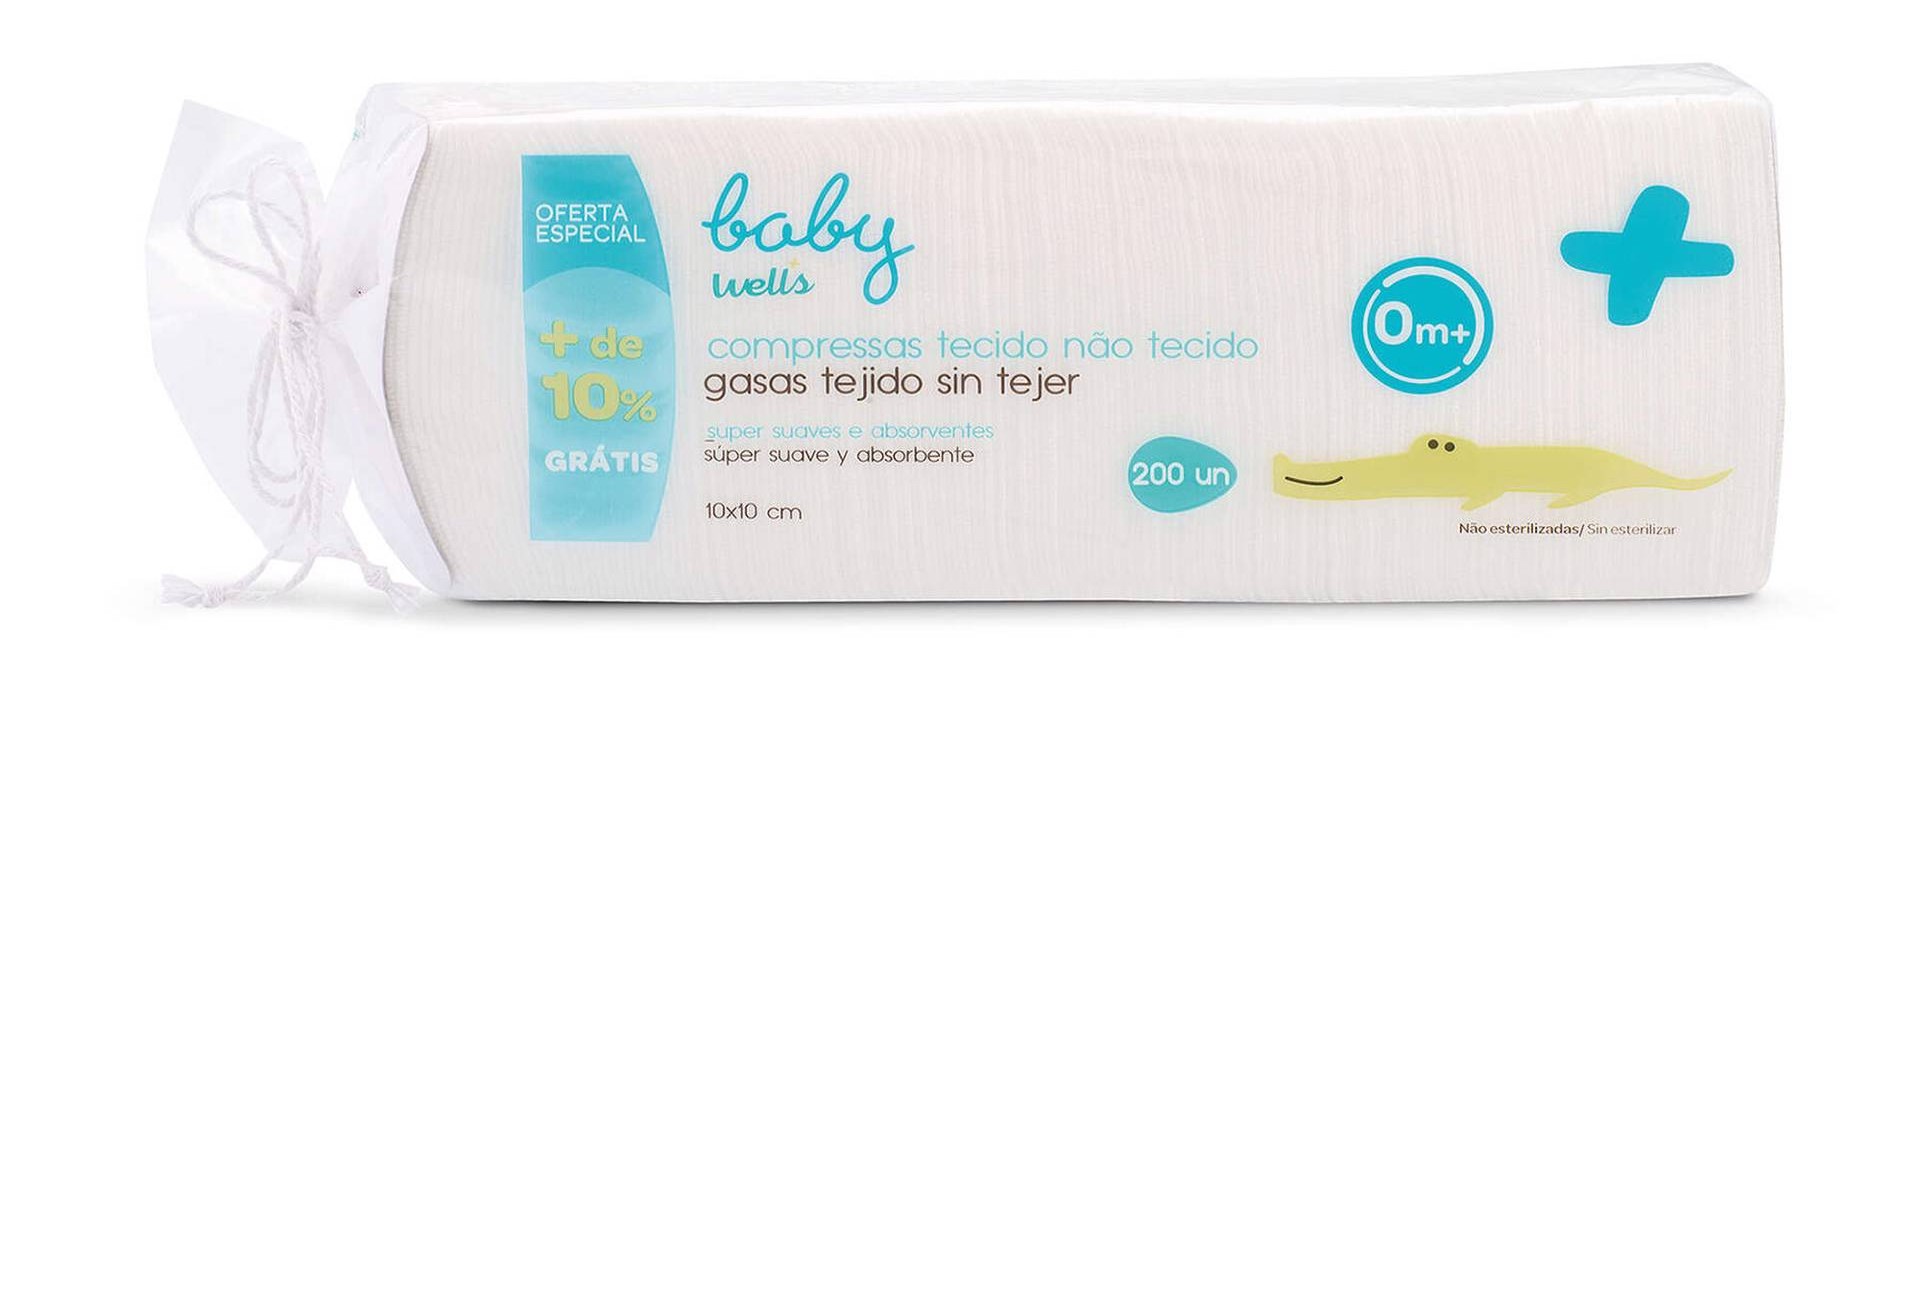 OFERTA
ESPECIAL
+ de
10%
GRÁTIS
baby
well's
compressas tecido não tecido
gasas tejido sin tejer
super suaves e absorventes
súper suave y absorbente
10x10 cm
200 un
0m+
Não esterilizadas/ Sin esterilizar